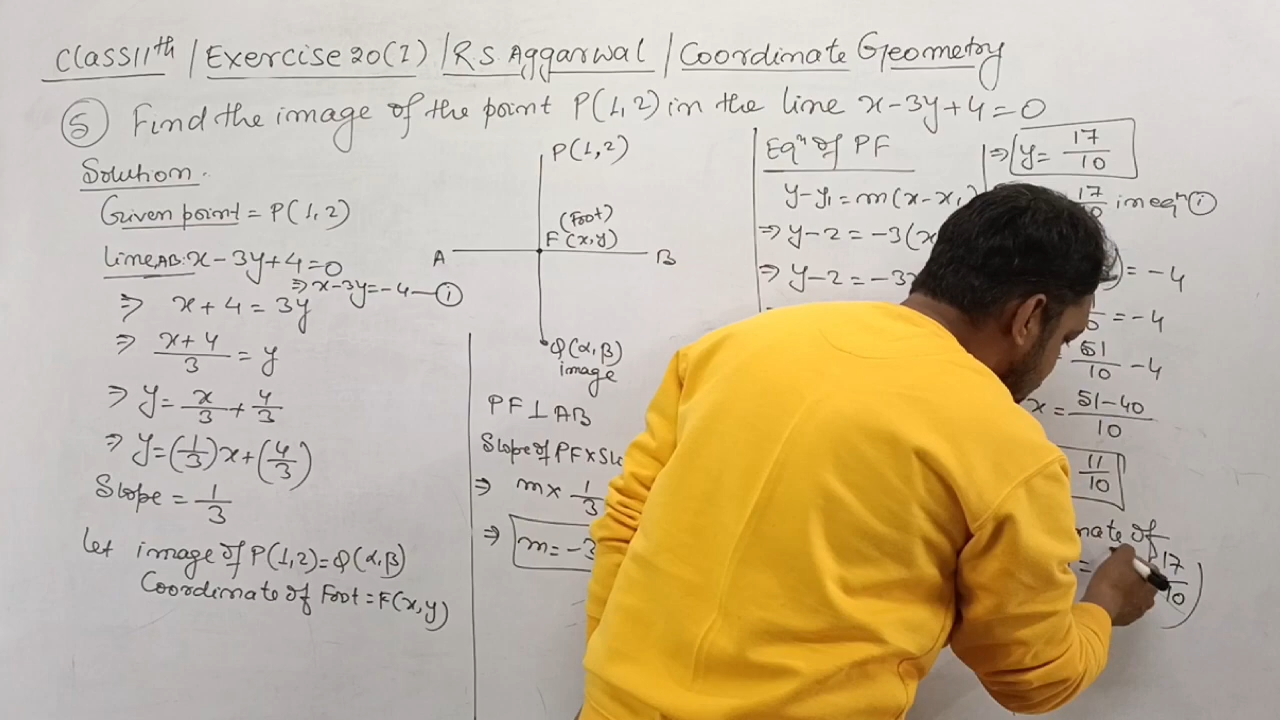 Class 11th / Exercise 20(I) / R.S. Aggarwal / Coordinate Geometry
⑤ Find the image of the point P(1,2) in the line x-3y+4=0
Solution.
Given point = P(1,2)
line AB: x-3y+4=0
⇒ x-3y=-4 —①
⇒ x+4=3y
⇒ x+4/3 = y
⇒ y = x/3 + 4/3
⇒ y=(1/3)x+(4/3)
Slope = 1/3
let image of P(1,2)=Q(α,β)
Coordinate of Foot = F(x,y)
P(1,2)
(Foot)
F(x,y)
A
B
Q(α,β)
image
PF⊥AB
Slope of PF×
⇒ m× 1/3
⇒ m=-3
Eqⁿ of PF
y-y₁=m(x-x₁
⇒ y-2=-3(x
⇒ y-2=-3
⇒ y= 17/10
17/10 in eqⁿ ①
)=-4
=-4
51/10 -4
x= 51-40/10
11/10
of
= 17/10)